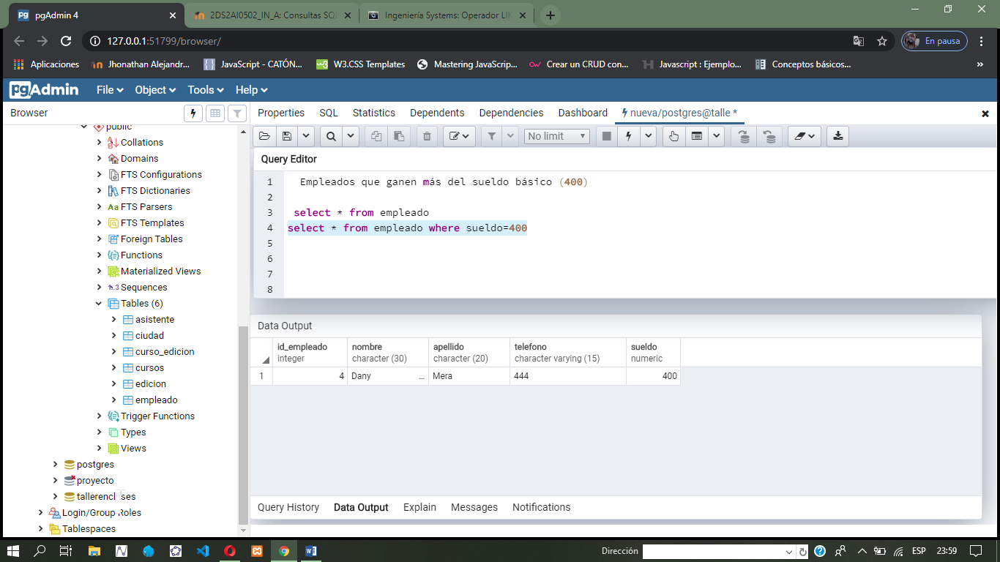 pgAdmin 4
2DS2AI0502_IN_A: Consultas SQL
Ingeniería Systems: Operador LIK
127.0.0.1:51799/browser/
En pausa
Aplicaciones
Jhonathan Alejandr...
JavaScript - CATÓN...
W3.CSS Templates
Mastering JavaScrip...
Crear un CRUD con...
Javascript : Ejemplo...
Conceptos básicos...
»
pgAdmin
File
Object
Tools
Help
Browser
Properties
SQL
Statistics
Dependents
Dependencies
Dashboard
nueva/postgres@talle *
No limit
public
Collations
Domains
FTS Configurations
FTS Dictionaries
FTS Parsers
FTS Templates
Foreign Tables
Functions
Materialized Views
Sequences
Tables (6)
asistente
ciudad
curso_edicion
cursos
edicion
empleado
Trigger Functions
Types
Views
postgres
proyecto
Login/Group Roles
Tablespaces
Query Editor
1 Empleados que ganen más del sueldo básico (400)
2
3 select * from empleado
4 select * from empleado where sueldo=400
5
6
7
8
Data Output
id_empleado integer
nombre character (30)
apellido character (20)
telefono character varying (15)
sueldo numeric
1 4 Dany ... Mera 444 400
Query History
Data Output
Explain
Messages
Notifications
Dirección
ESP
23:59